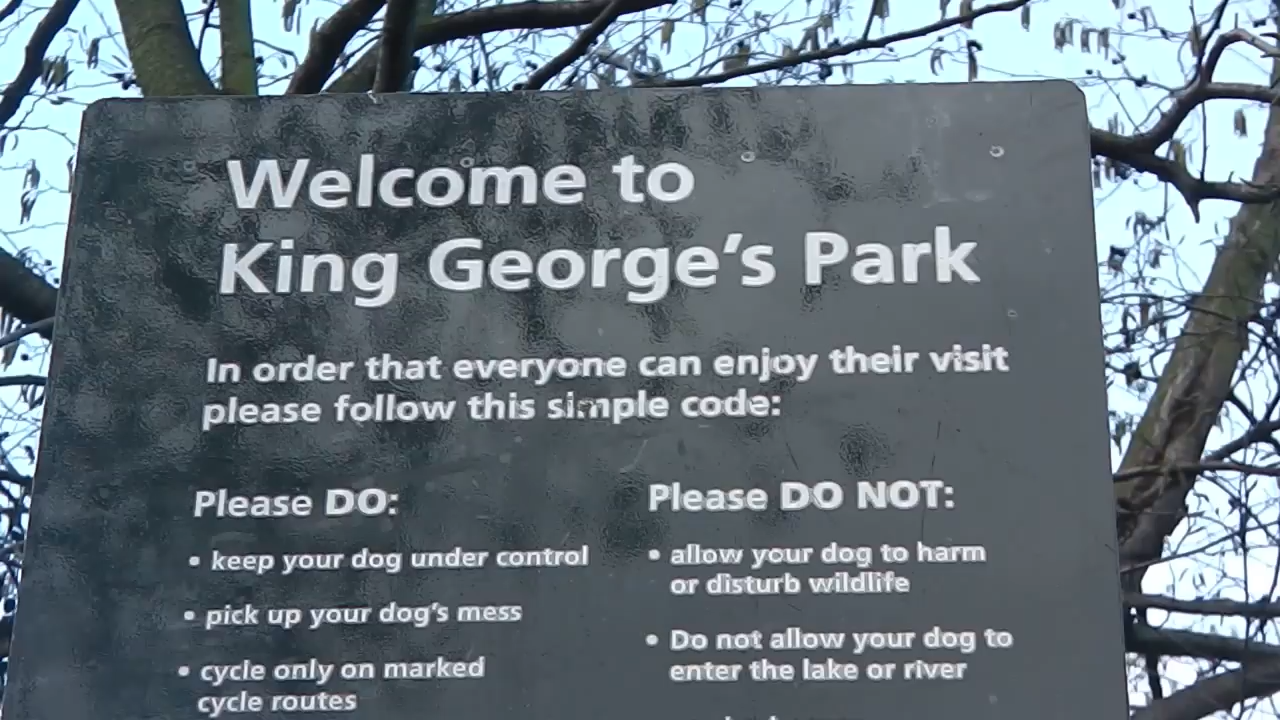 Welcome to
King George's Park
In order that everyone can enjoy their visit
please follow this simple code:
Please DO:
• keep your dog under control
• pick up your dog's mess
• cycle only on marked
cycle routes
Please DO NOT:
• allow your dog to harm
or disturb wildlife
• Do not allow your dog to
enter the lake or river